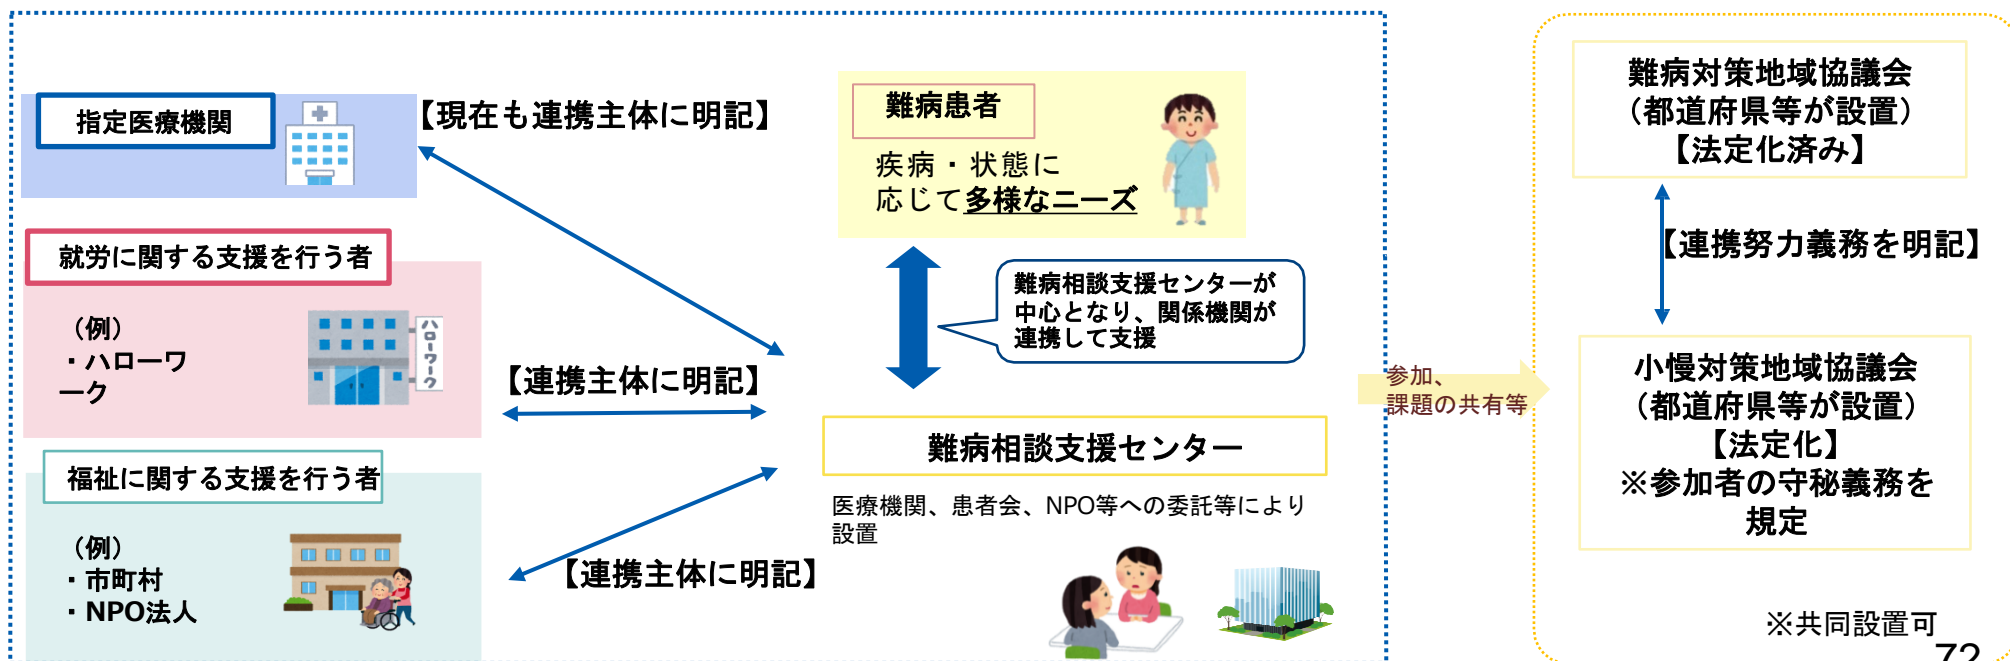 指定医療機関
【現在も連携主体に明記】
就労に関する支援を行う者
（例）
・ハローワ
ーク
ハローワーク
【連携主体に明記】
福祉に関する支援を行う者
（例）
・市町村
・NPO法人
【連携主体に明記】
難病患者
疾病・状態に
応じて多様なニーズ
難病相談支援センターが
中心となり、関係機関が
連携して支援
難病相談支援センター
医療機関、患者会、NPO等への委託等により
設置
参加、
課題の共有等
難病対策地域協議会
（都道府県等が設置）
【法定化済み】
【連携努力義務を明記】
小慢対策地域協議会
（都道府県等が設置）
【法定化】
※参加者の守秘義務を
規定
※共同設置可
72